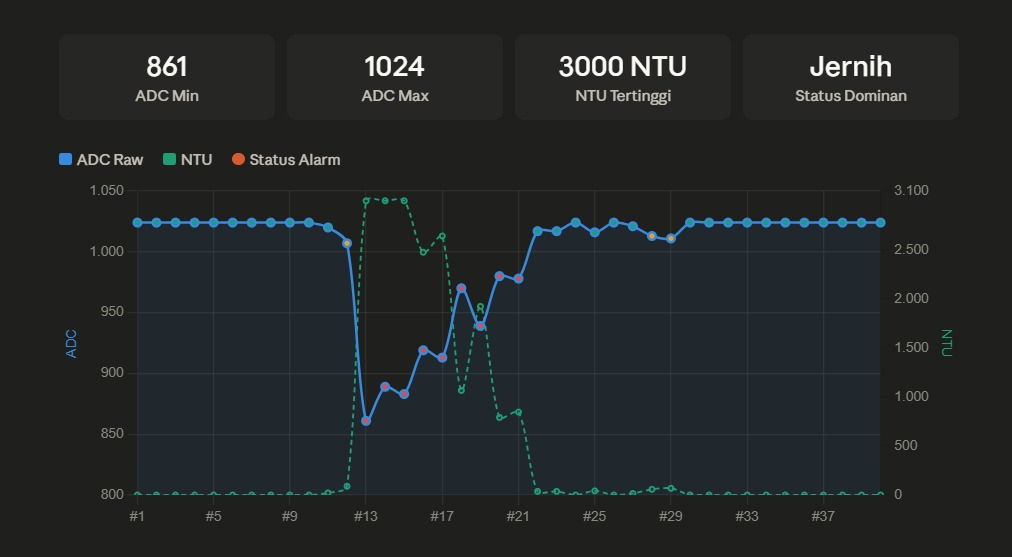 861
ADC Min
1024
ADC Max
3000 NTU
NTU Tertinggi
Jernih
Status Dominan
ADC Raw NTU Status Alarm
1.050
1.000
950
900
850
800
ADC
3.100
2.500
2.000
1.500
1.000
500
0
NTU
#1 #5 #9 #13 #17 #21 #25 #29 #33 #37